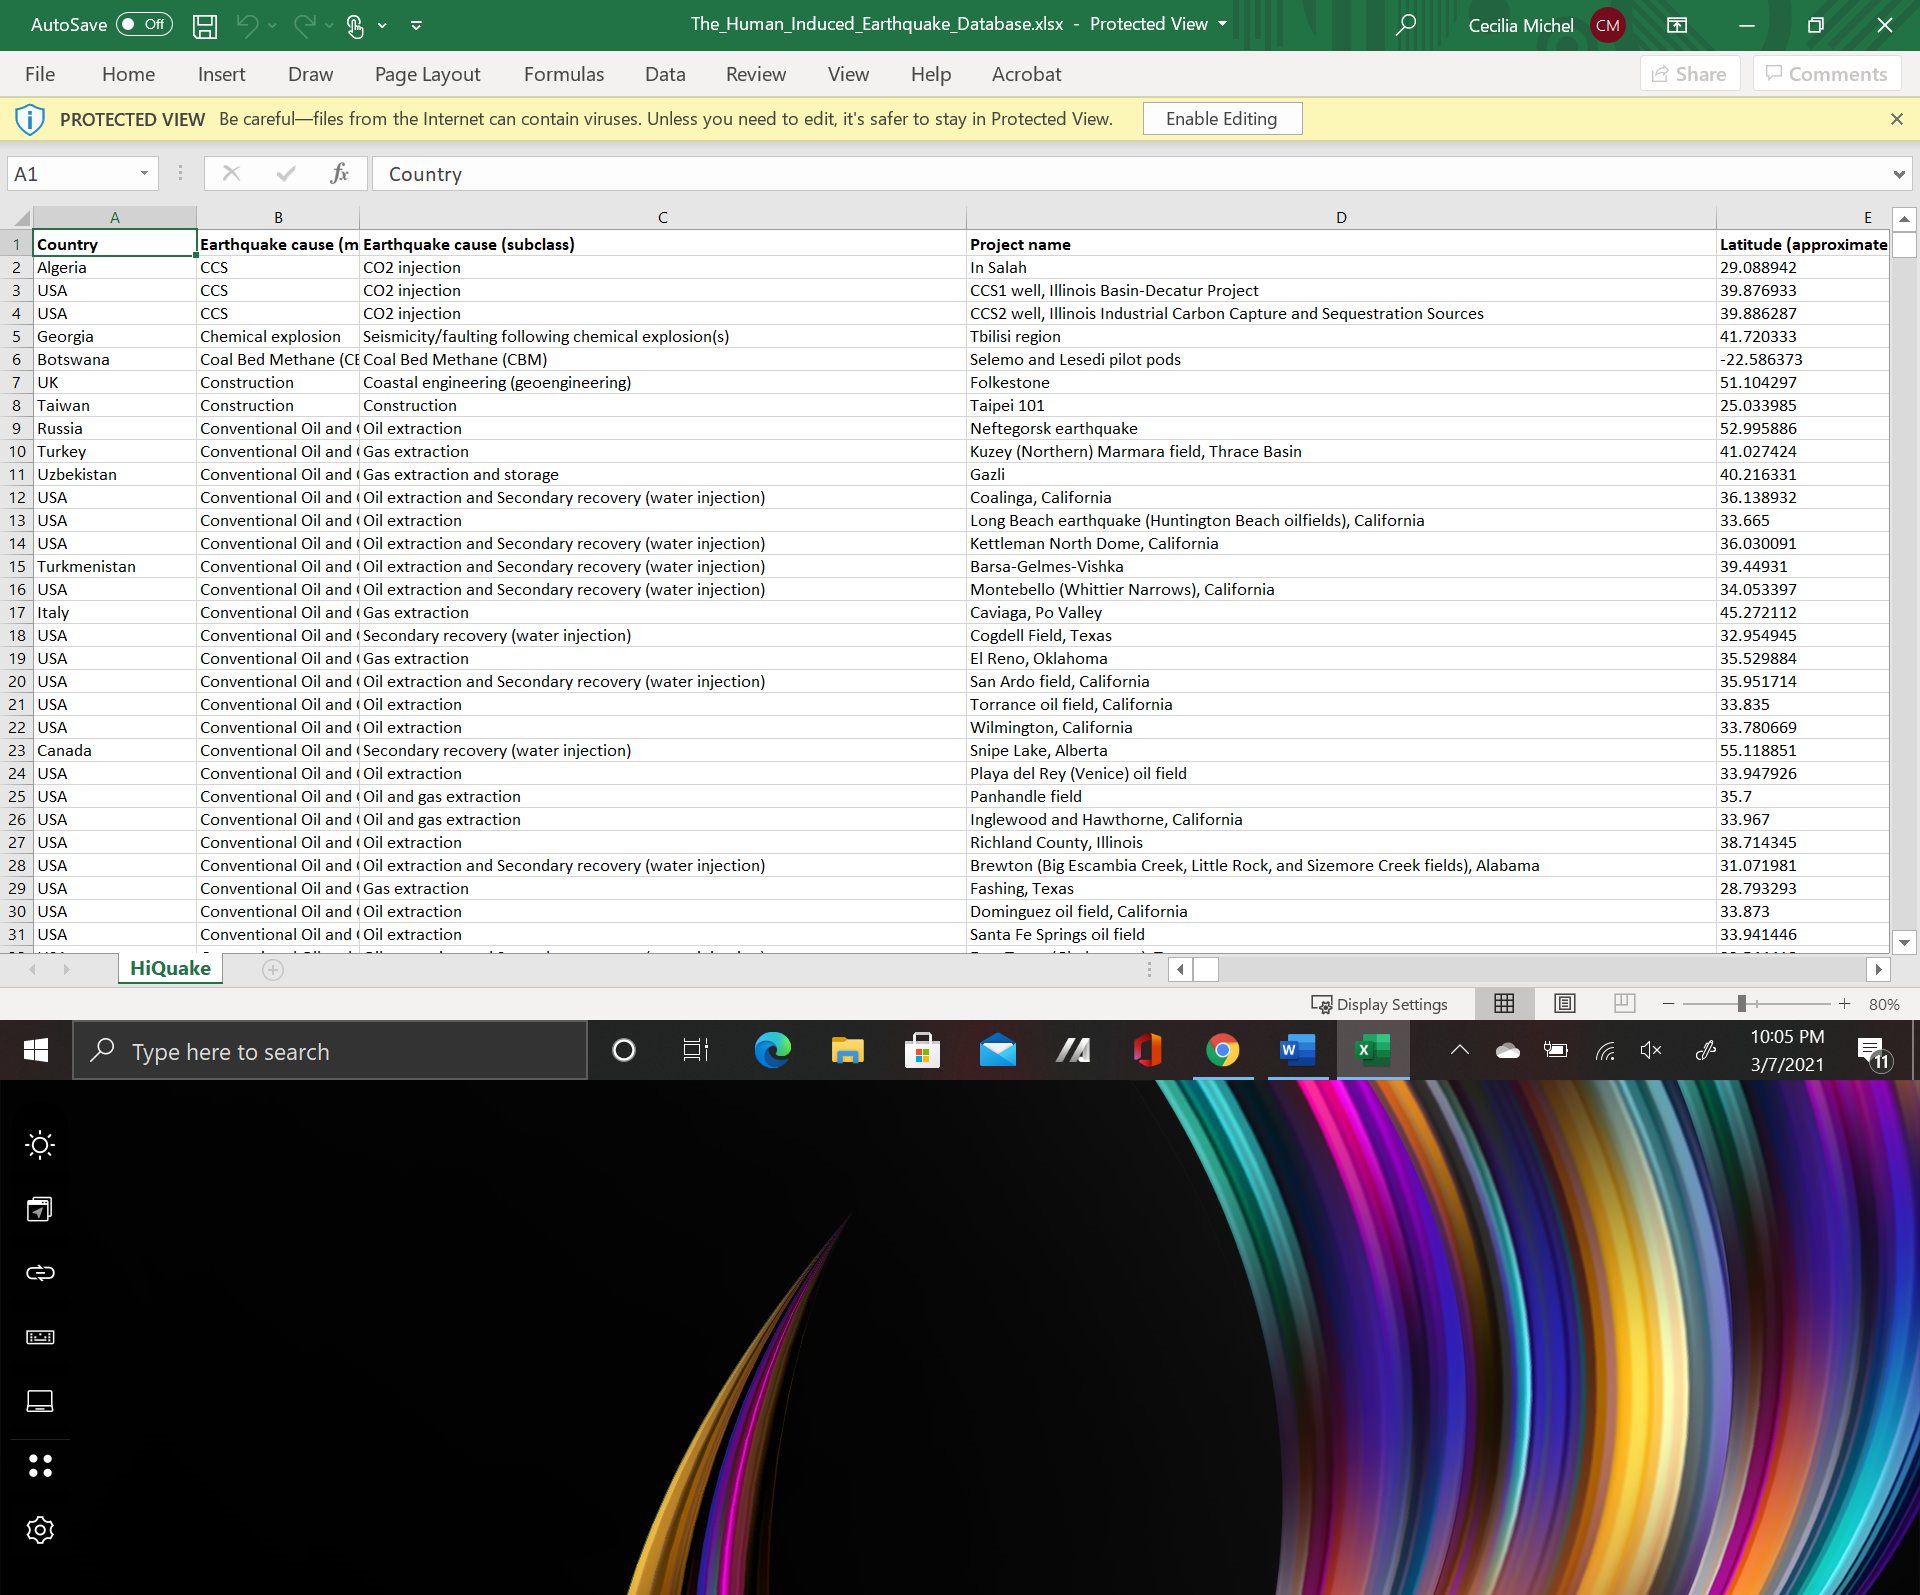 AutoSave Off The_Human_Induced_Earthquake_Database.xlsx - Protected View Cecilia Michel CM
File Home Insert Draw Page Layout Formulas Data Review View Help Acrobat Share Comments
PROTECTED VIEW Be careful—files from the Internet can contain viruses. Unless you need to edit, it's safer to stay in Protected View. Enable Editing
A1 fx Country
A B C D E
1 Country Earthquake cause (m Earthquake cause (subclass) Project name Latitude (approximate
2 Algeria CCS CO2 injection In Salah 29.088942
3 USA CCS CO2 injection CCS1 well, Illinois Basin-Decatur Project 39.876933
4 USA CCS CO2 injection CCS2 well, Illinois Industrial Carbon Capture and Sequestration Sources 39.886287
5 Georgia Chemical explosion Seismicity/faulting following chemical explosion(s) Tbilisi region 41.720333
6 Botswana Coal Bed Methane (CB Coal Bed Methane (CBM) Selemo and Lesedi pilot pods -22.586373
7 UK Construction Coastal engineering (geoengineering) Folkestone 51.104297
8 Taiwan Construction Construction Taipei 101 25.033985
9 Russia Conventional Oil and Oil extraction Neftegorsk earthquake 52.995886
10 Turkey Conventional Oil and Gas extraction Kuzey (Northern) Marmara field, Thrace Basin 41.027424
11 Uzbekistan Conventional Oil and Gas extraction and storage Gazli 40.216331
12 USA Conventional Oil and Oil extraction and Secondary recovery (water injection) Coalinga, California 36.138932
13 USA Conventional Oil and Oil extraction Long Beach earthquake (Huntington Beach oilfields), California 33.665
14 USA Conventional Oil and Oil extraction and Secondary recovery (water injection) Kettleman North Dome, California 36.030091
15 Turkmenistan Conventional Oil and Oil extraction and Secondary recovery (water injection) Barsa-Gelmes-Vishka 39.44931
16 USA Conventional Oil and Oil extraction and Secondary recovery (water injection) Montebello (Whittier Narrows), California 34.053397
17 Italy Conventional Oil and Gas extraction Caviaga, Po Valley 45.272112
18 USA Conventional Oil and Secondary recovery (water injection) Cogdell Field, Texas 32.954945
19 USA Conventional Oil and Gas extraction El Reno, Oklahoma 35.529884
20 USA Conventional Oil and Oil extraction and Secondary recovery (water injection) San Ardo field, California 35.951714
21 USA Conventional Oil and Oil extraction Torrance oil field, California 33.835
22 USA Conventional Oil and Oil extraction Wilmington, California 33.780669
23 Canada Conventional Oil and Secondary recovery (water injection) Snipe Lake, Alberta 55.118851
24 USA Conventional Oil and Oil extraction Playa del Rey (Venice) oil field 33.947926
25 USA Conventional Oil and Oil and gas extraction Panhandle field 35.7
26 USA Conventional Oil and Oil and gas extraction Inglewood and Hawthorne, California 33.967
27 USA Conventional Oil and Oil extraction Richland County, Illinois 38.714345
28 USA Conventional Oil and Oil extraction and Secondary recovery (water injection) Brewton (Big Escambia Creek, Little Rock, and Sizemore Creek fields), Alabama 31.071981
29 USA Conventional Oil and Gas extraction Fashing, Texas 28.793293
30 USA Conventional Oil and Oil extraction Dominguez oil field, California 33.873
31 USA Conventional Oil and Oil extraction Santa Fe Springs oil field 33.941446
HiQuake
Display Settings 80%
Type here to search W X 10:05 PM
3/7/2021 11